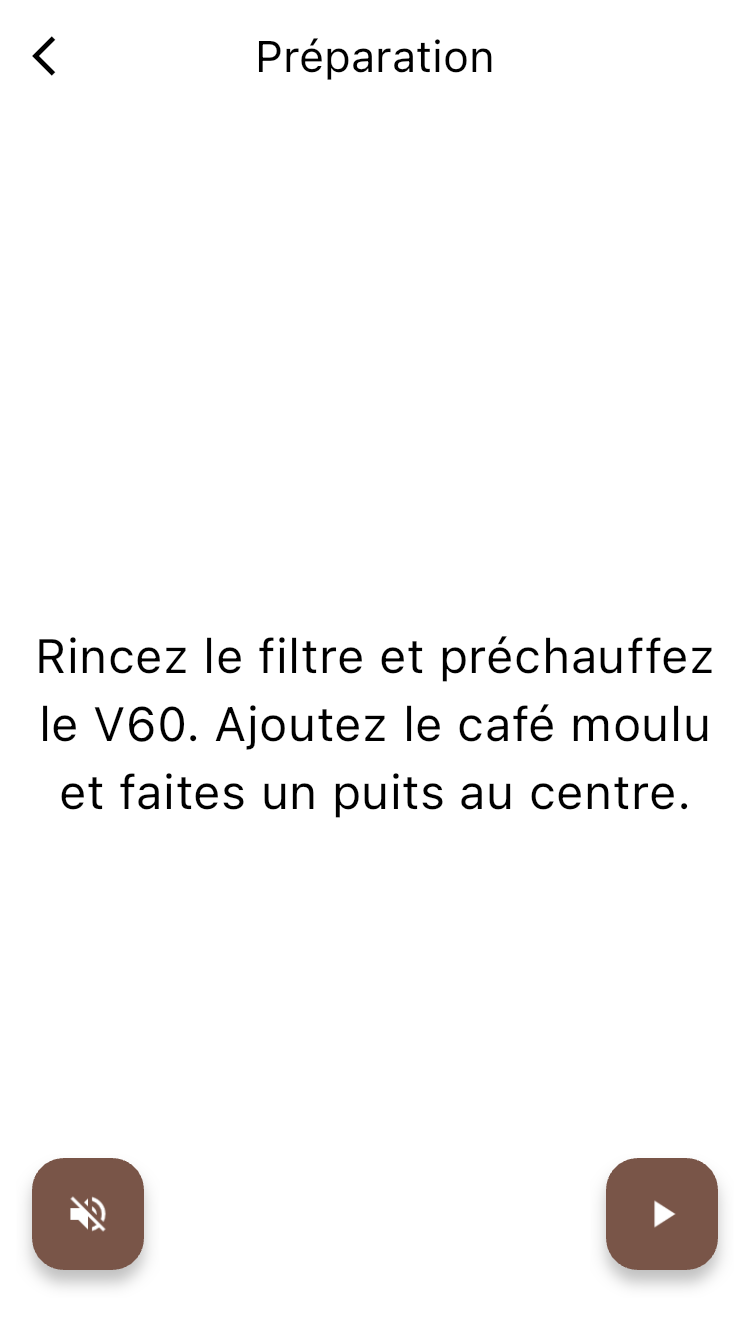 Préparation
Rincez le filtre et préchauffez
le V60. Ajoutez le café moulu
et faites un puits au centre.